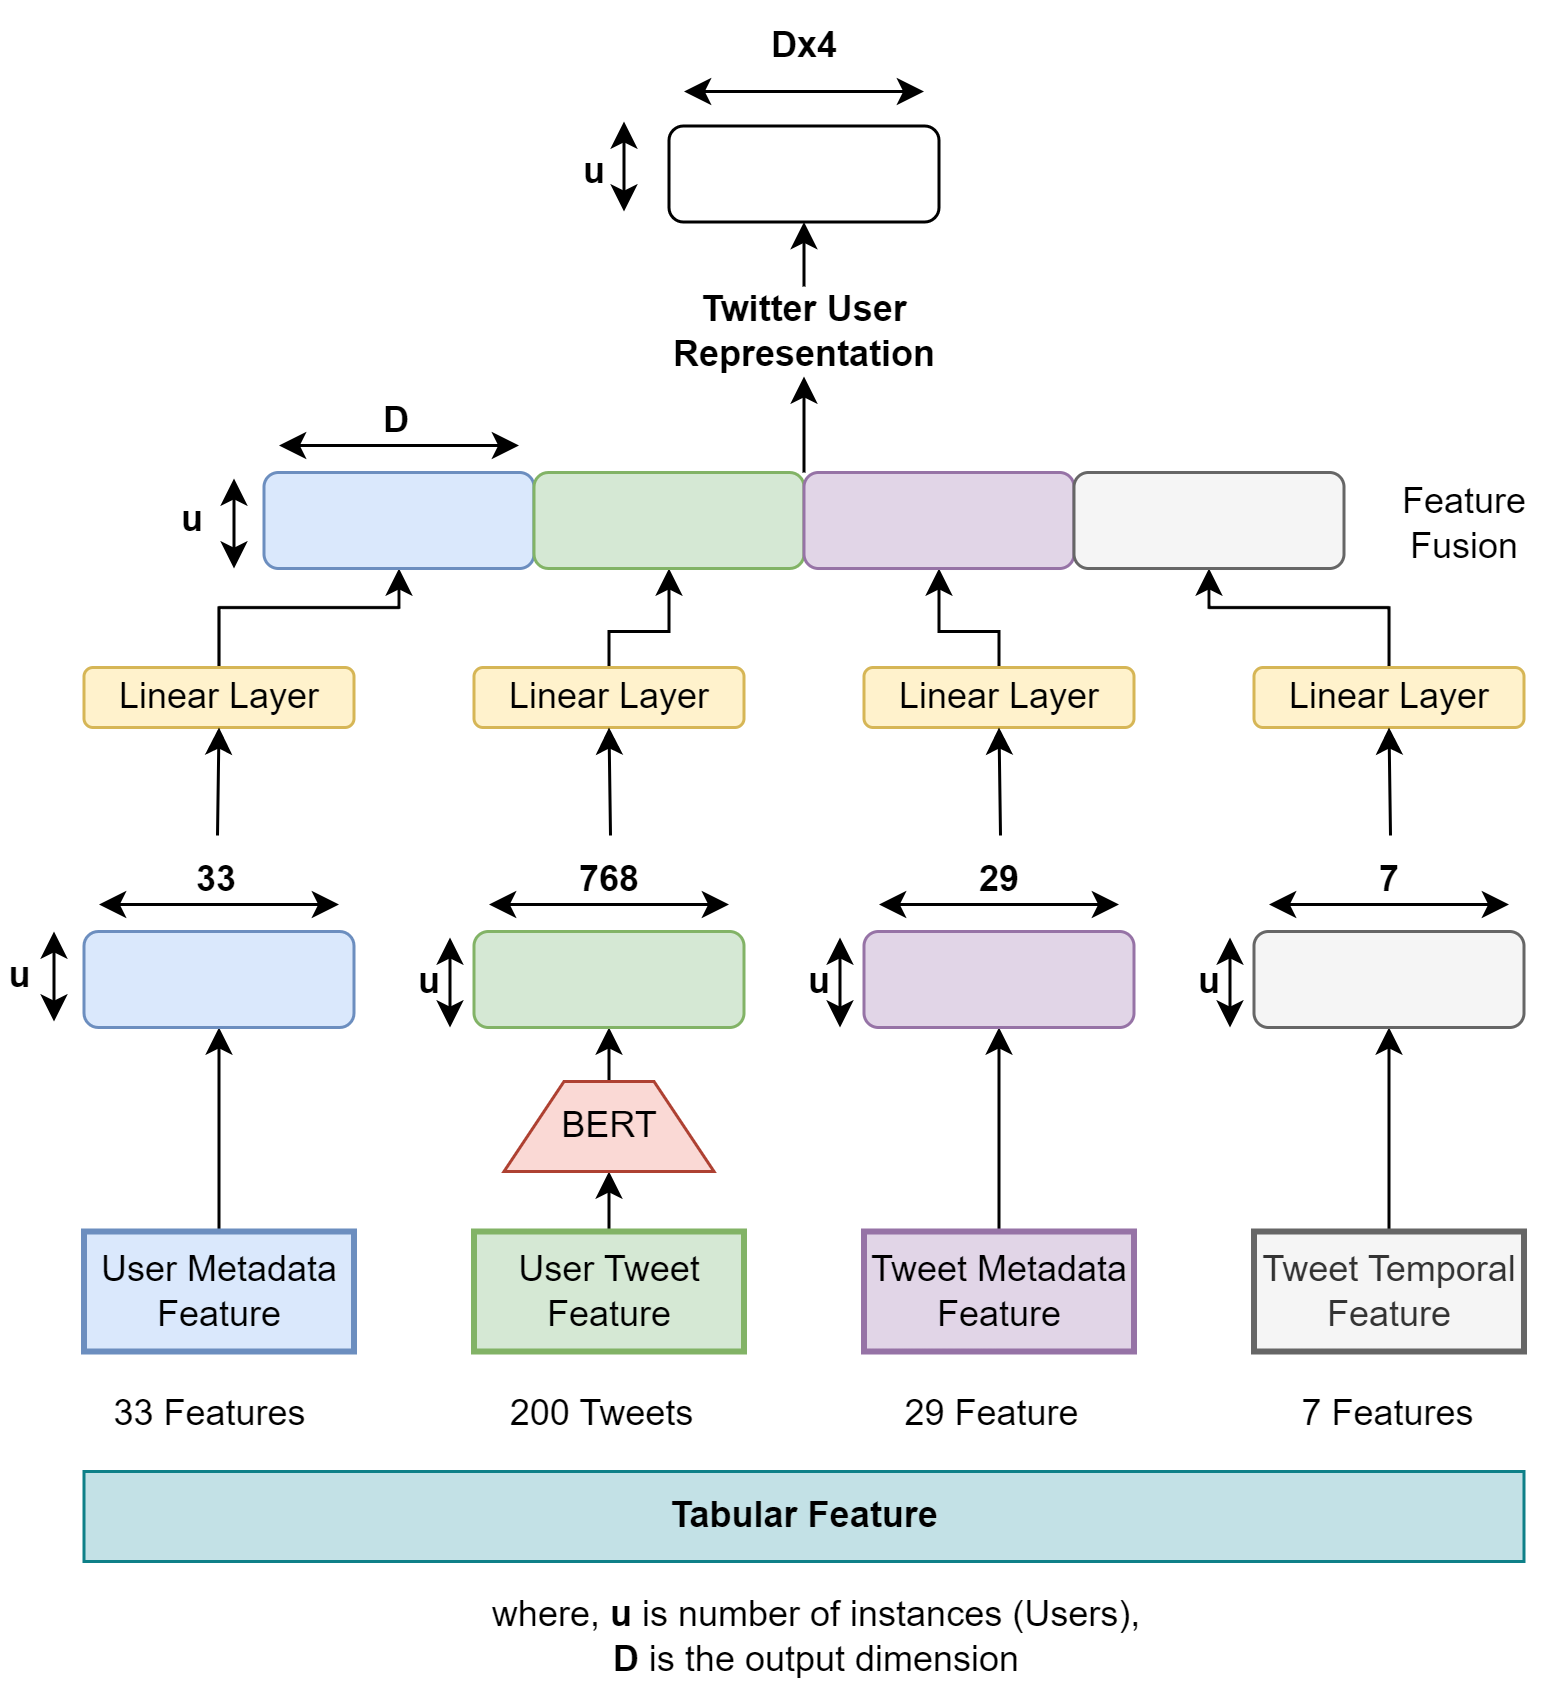 Dx4
u
Twitter User
Representation
D
u
Feature
Fusion
Linear Layer
Linear Layer
Linear Layer
Linear Layer
33
768
29
7
u
u
u
u
BERT
User Metadata
Feature
User Tweet
Feature
Tweet Metadata
Feature
Tweet Temporal
Feature
33 Features
200 Tweets
29 Feature
7 Features
Tabular Feature
where, u is number of instances (Users),
D is the output dimension